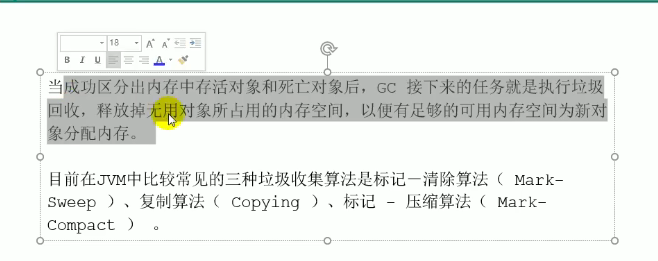 18
A A
B I U A
当成功区分出内存中存活对象和死亡对象后，GC 接下来的任务就是执行垃圾
回收，释放掉无用对象所占用的内存空间，以便有足够的可用内存空间为新对
象分配内存。
目前在JVM中比较常见的三种垃圾收集算法是标记－清除算法（ Mark-
Sweep ）、复制算法（ Copying ）、标记 - 压缩算法（ Mark-
Compact ） 。